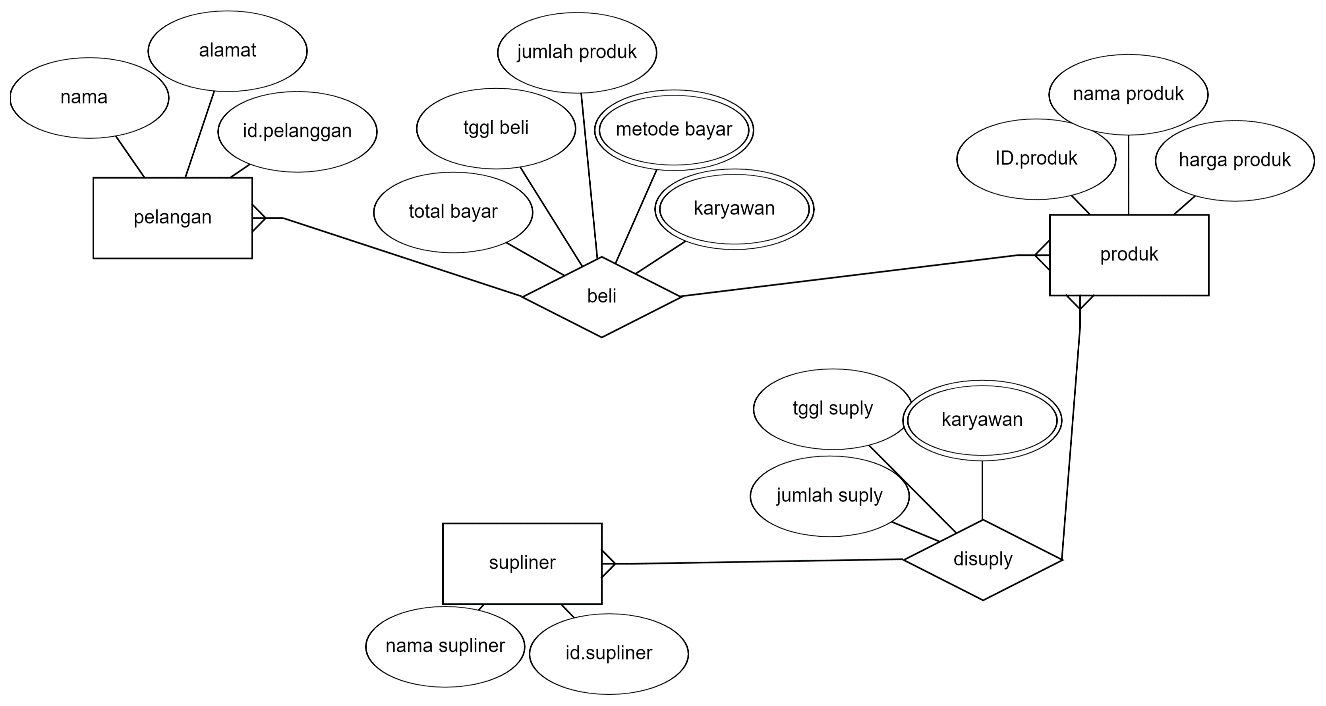 alamat
nama
id.pelanggan
pelangan
jumlah produk
tggl beli
metode bayar
total bayar
karyawan
beli
nama produk
ID.produk
harga produk
produk
tggl suply
karyawan
jumlah suply
disuply
supliner
nama supliner
id.supliner